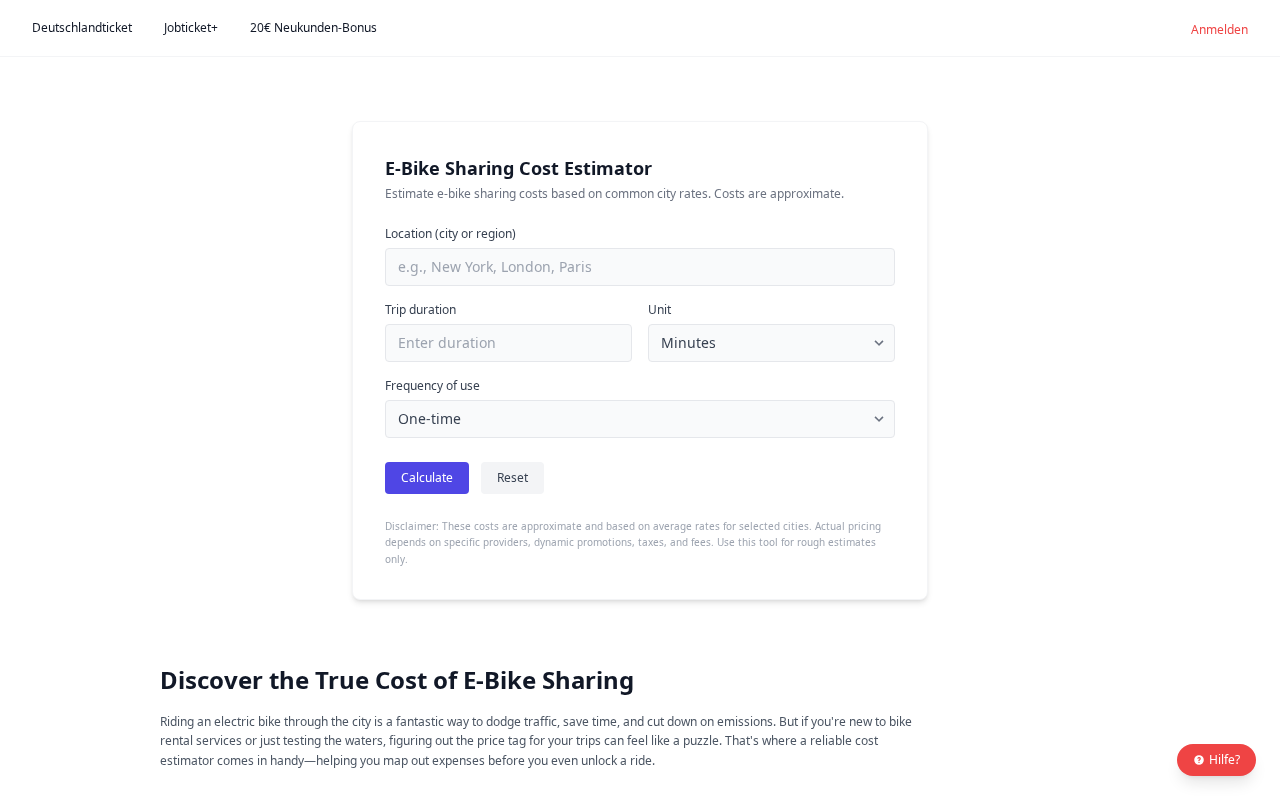 Deutschlandticket
Jobticket+
20€ Neukunden-Bonus
Anmelden
E-Bike Sharing Cost Estimator
Estimate e-bike sharing costs based on common city rates. Costs are approximate.
Location (city or region)
e.g., New York, London, Paris
Trip duration
Unit
Enter duration
Minutes
Frequency of use
One-time
Calculate
Reset
Disclaimer: These costs are approximate and based on average rates for selected cities. Actual pricing
depends on specific providers, dynamic promotions, taxes, and fees. Use this tool for rough estimates
only.
Discover the True Cost of E-Bike Sharing
Riding an electric bike through the city is a fantastic way to dodge traffic, save time, and cut down on emissions. But if you're new to bike
rental services or just testing the waters, figuring out the price tag for your trips can feel like a puzzle. That's where a reliable cost
estimator comes in handy—helping you map out expenses before you even unlock a ride.
Hilfe?